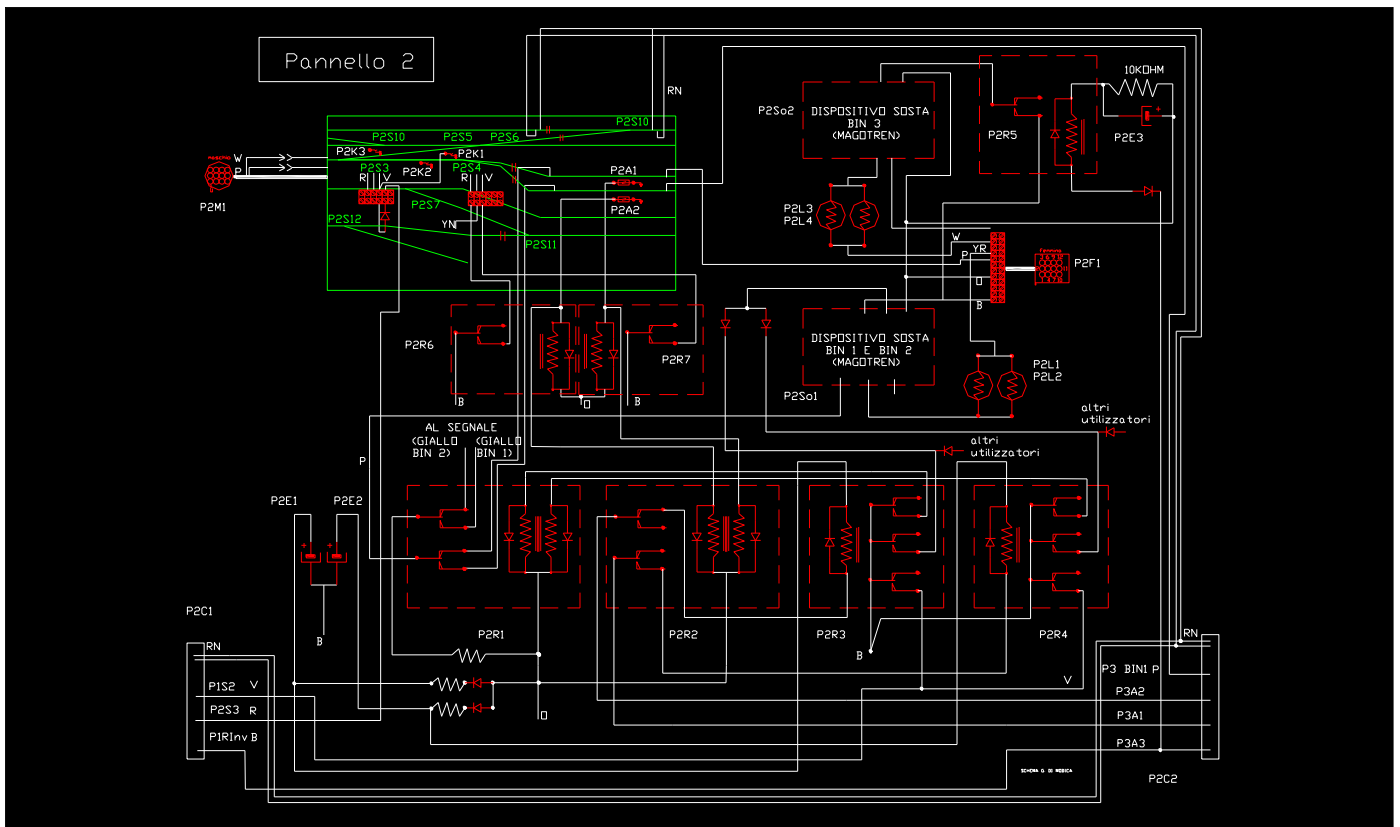 Pannello 2
10KOHM
RN
P2So2
DISPOSITIVO SOSTA
BIN 3
(MAGOTREN)
P2R5
P2E3
P2S10
P2S10
P2S5
P2S6
P2K3
P2K1
P2K2
P2S3
P2S4
R
V
R
V
P2A1
P2A2
W
P
P2M1
P2S7
P2S12
YN
P2S11
P2L3
P2L4
W
YR
P
O
B
P2F1
P2R6
P2R7
B
O
B
DISPOSITIVO SOSTA
BIN 1 E BIN 2
(MAGOTREN)
P2So1
P2L1
P2L2
altri
utilizzatori
altri
utilizzatori
AL SEGNALE
(GIALLO
BIN 2)
(GIALLO
BIN 1)
P
P2E1
P2E2
B
P2R1
P2R2
P2R3
P2R4
B
P2C1
RN
P1S2
V
P2S3
R
P1RInv B
O
V
RN
P3 BIN1 P
P3A2
P3A1
P3A3
P2C2
SCHEMA G. DI MODICA